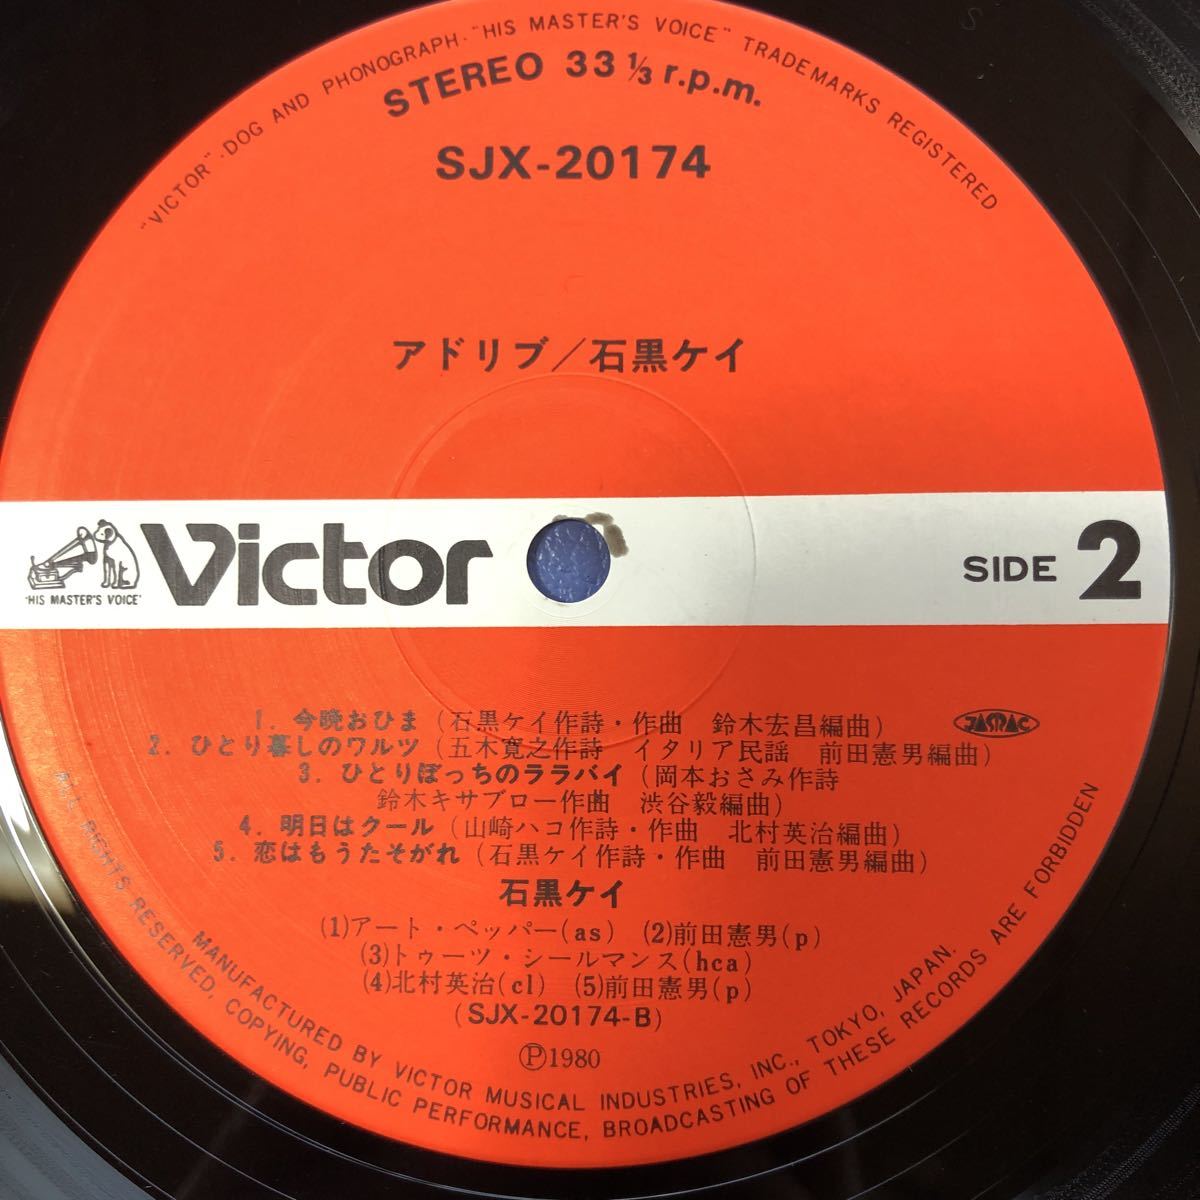 "VICTOR"-DOG AND PHONOGRAPH-"HIS MASTER'S VOICE" TRADEMARKS REGISTERED
STEREO 33 1/3 r.p.m.
SJX-20174
アドリブ/石黒ケイ
'HIS MASTER'S VOICE'
Victor
SIDE 2
1. 今晩おひま (石黒ケイ作詩・作曲 鈴木宏昌編曲)
JASRAC
2. ひとり暮しのワルツ (五木寛之作詩 イタリア民謡 前田憲男編曲)
3. ひとりぼっちのララバイ (岡本おさみ作詩
鈴木キサブロー作曲 渋谷毅編曲)
4. 明日はクール (山崎ハコ作詩・作曲 北村英治編曲)
5. 恋はもうたそがれ (石黒ケイ作詩・作曲 前田憲男編曲)
石黒ケイ
(1)アート・ペッパー(as) (2)前田憲男(p)
(3)トゥーツ・シールマンス(hca)
(4)北村英治(cl) (5)前田憲男(p)
(SJX-20174-B)
Ⓟ1980
MANUFACTURED BY VICTOR MUSICAL INDUSTRIES, INC., TOKYO, JAPAN.
ALL RIGHTS RESERVED, COPYING, PUBLIC PERFORMANCE, BROADCASTING OF THESE RECORDS ARE FORBIDDEN